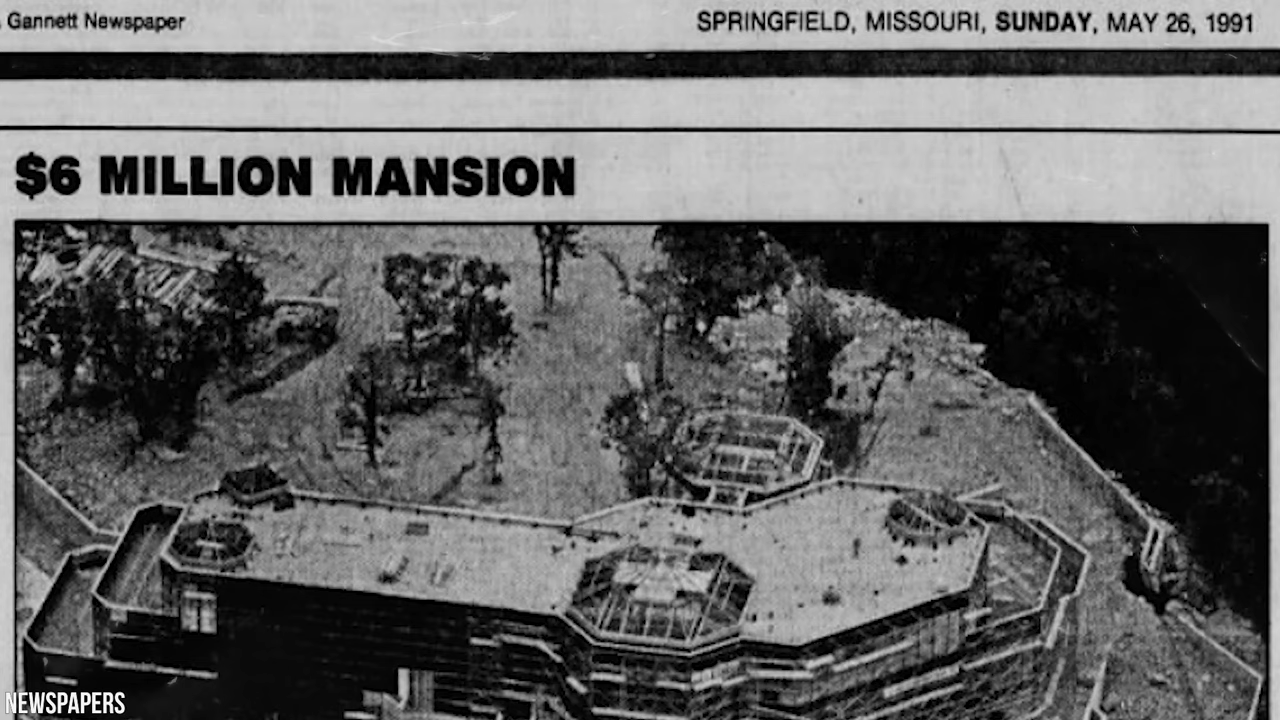 Gannett Newspaper
SPRINGFIELD, MISSOURI, SUNDAY, MAY 26, 1991
$6 MILLION MANSION
NEWSPAPERS